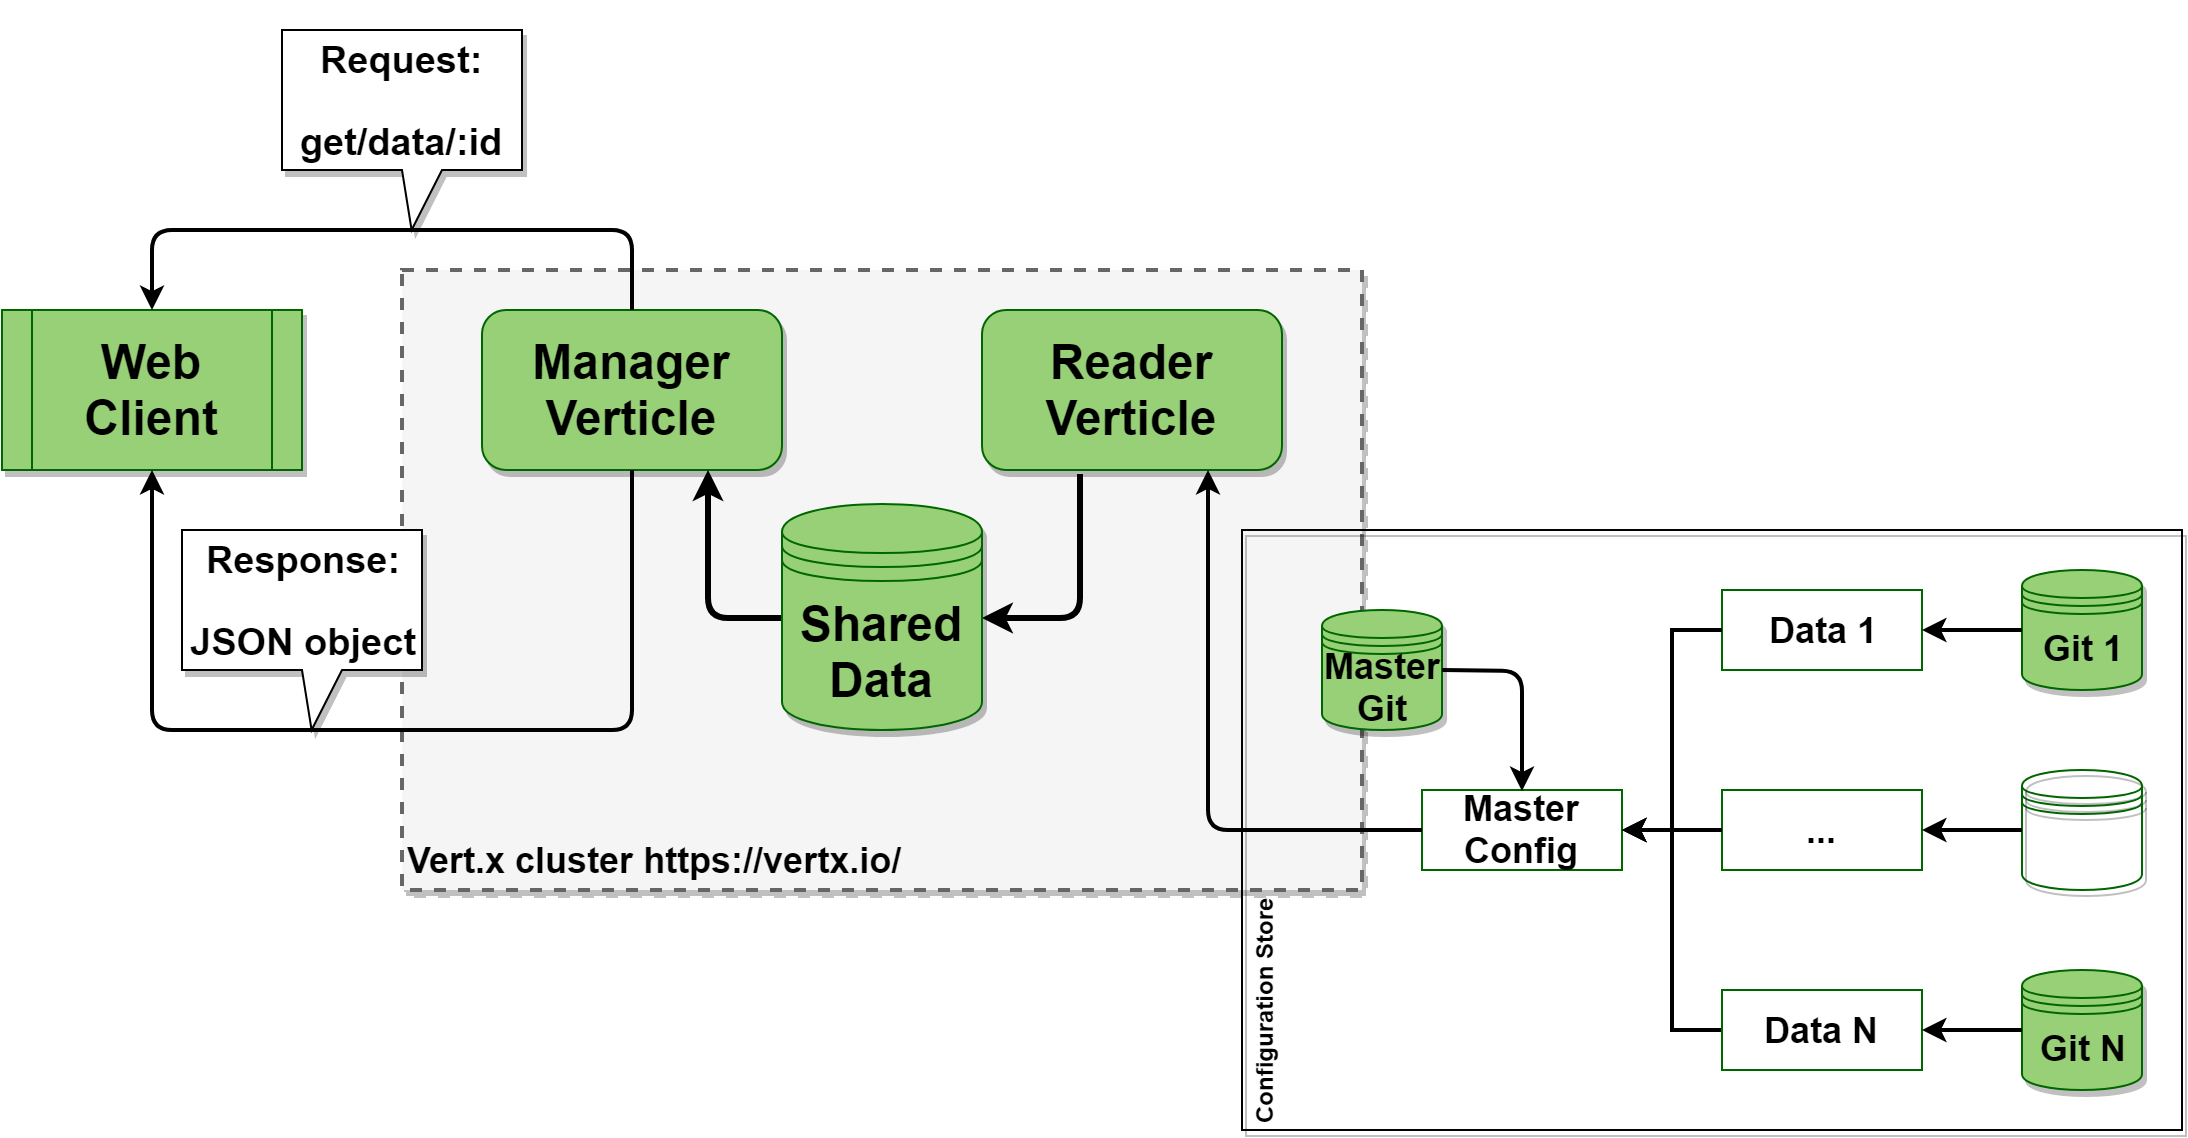 Request:
get/data/:id
Web
Client
Manager
Verticle
Reader
Verticle
Response:
JSON object
Shared
Data
Vert.x cluster https://vertx.io/
Master
Git
Master
Config
Data 1
Git 1
...
Data N
Git N
Configuration Store